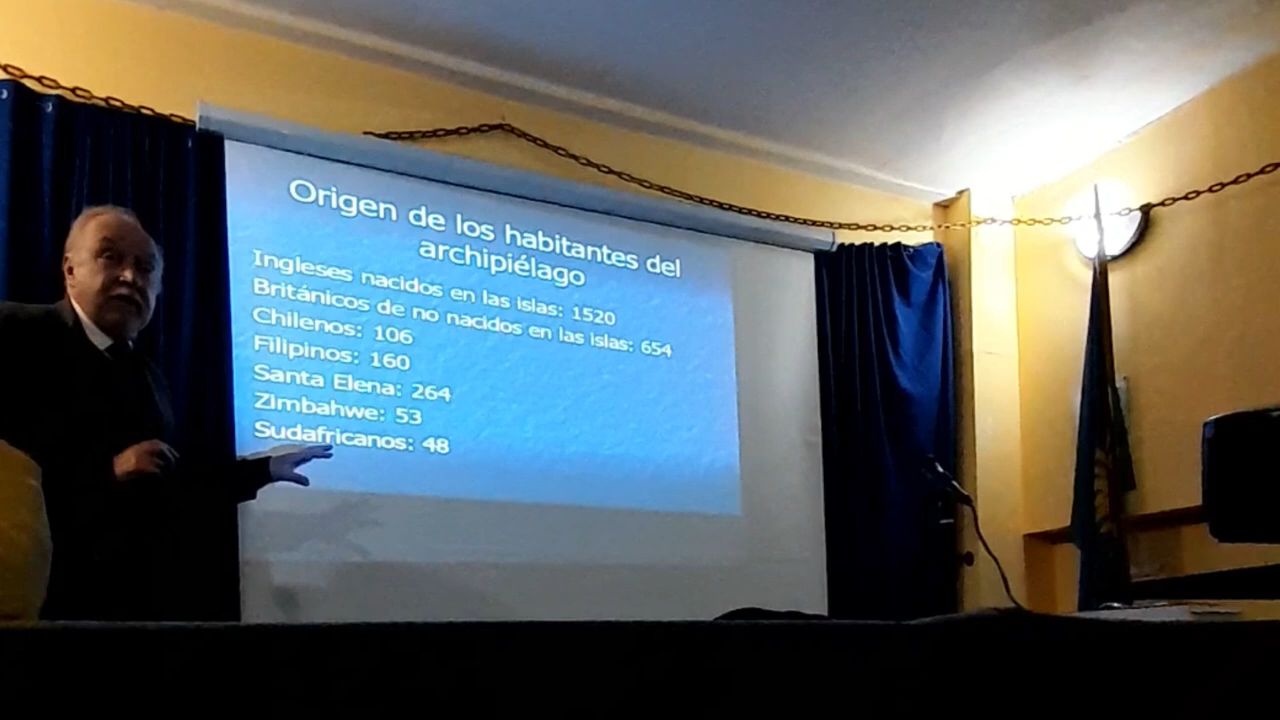 Origen de los habitantes del
archipiélago
Ingleses nacidos en las islas: 1520
Británicos de no nacidos en las islas: 654
Chilenos: 106
Filipinos: 160
Santa Elena: 264
Zimbahwe: 53
Sudafricanos: 48